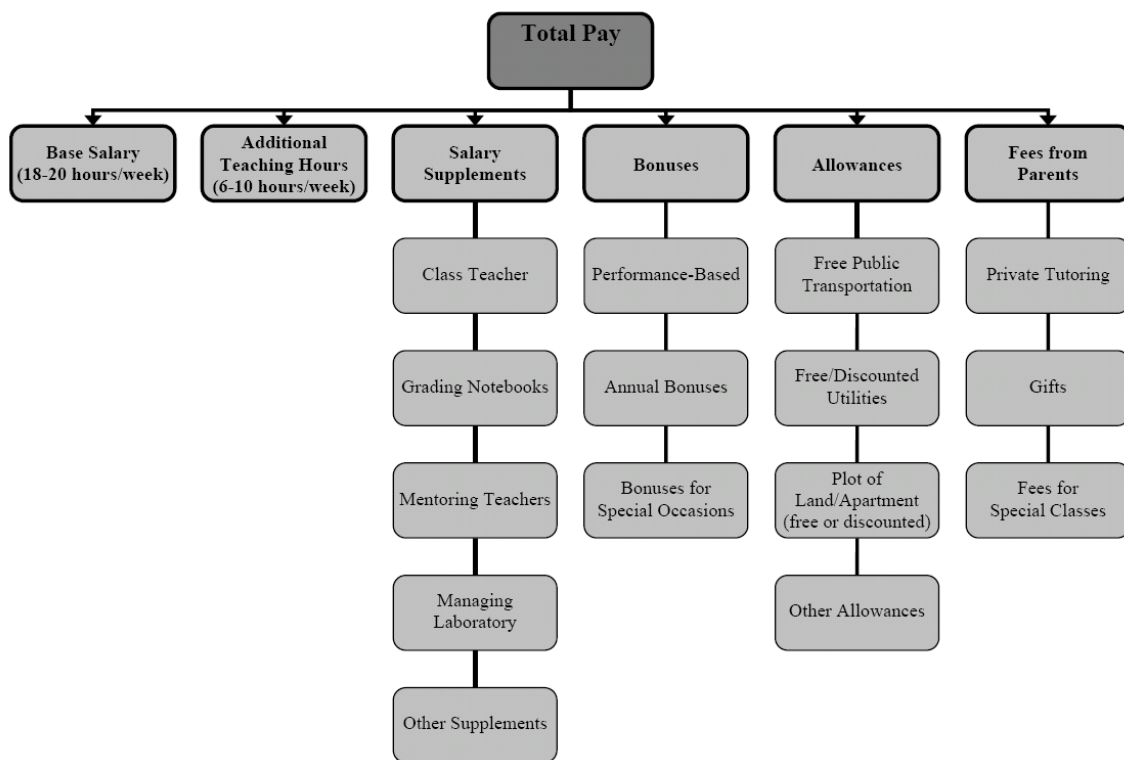 Total Pay
Base Salary
(18-20 hours/week)
Additional
Teaching Hours
(6-10 hours/week)
Salary
Supplements
Bonuses
Allowances
Fees from
Parents
Class Teacher
Grading Notebooks
Mentoring Teachers
Managing
Laboratory
Other Supplements
Performance-Based
Annual Bonuses
Bonuses for
Special Occasions
Free Public
Transportation
Free/Discounted
Utilities
Plot of
Land/Apartment
(free or discounted)
Other Allowances
Private Tutoring
Gifts
Fees for
Special Classes